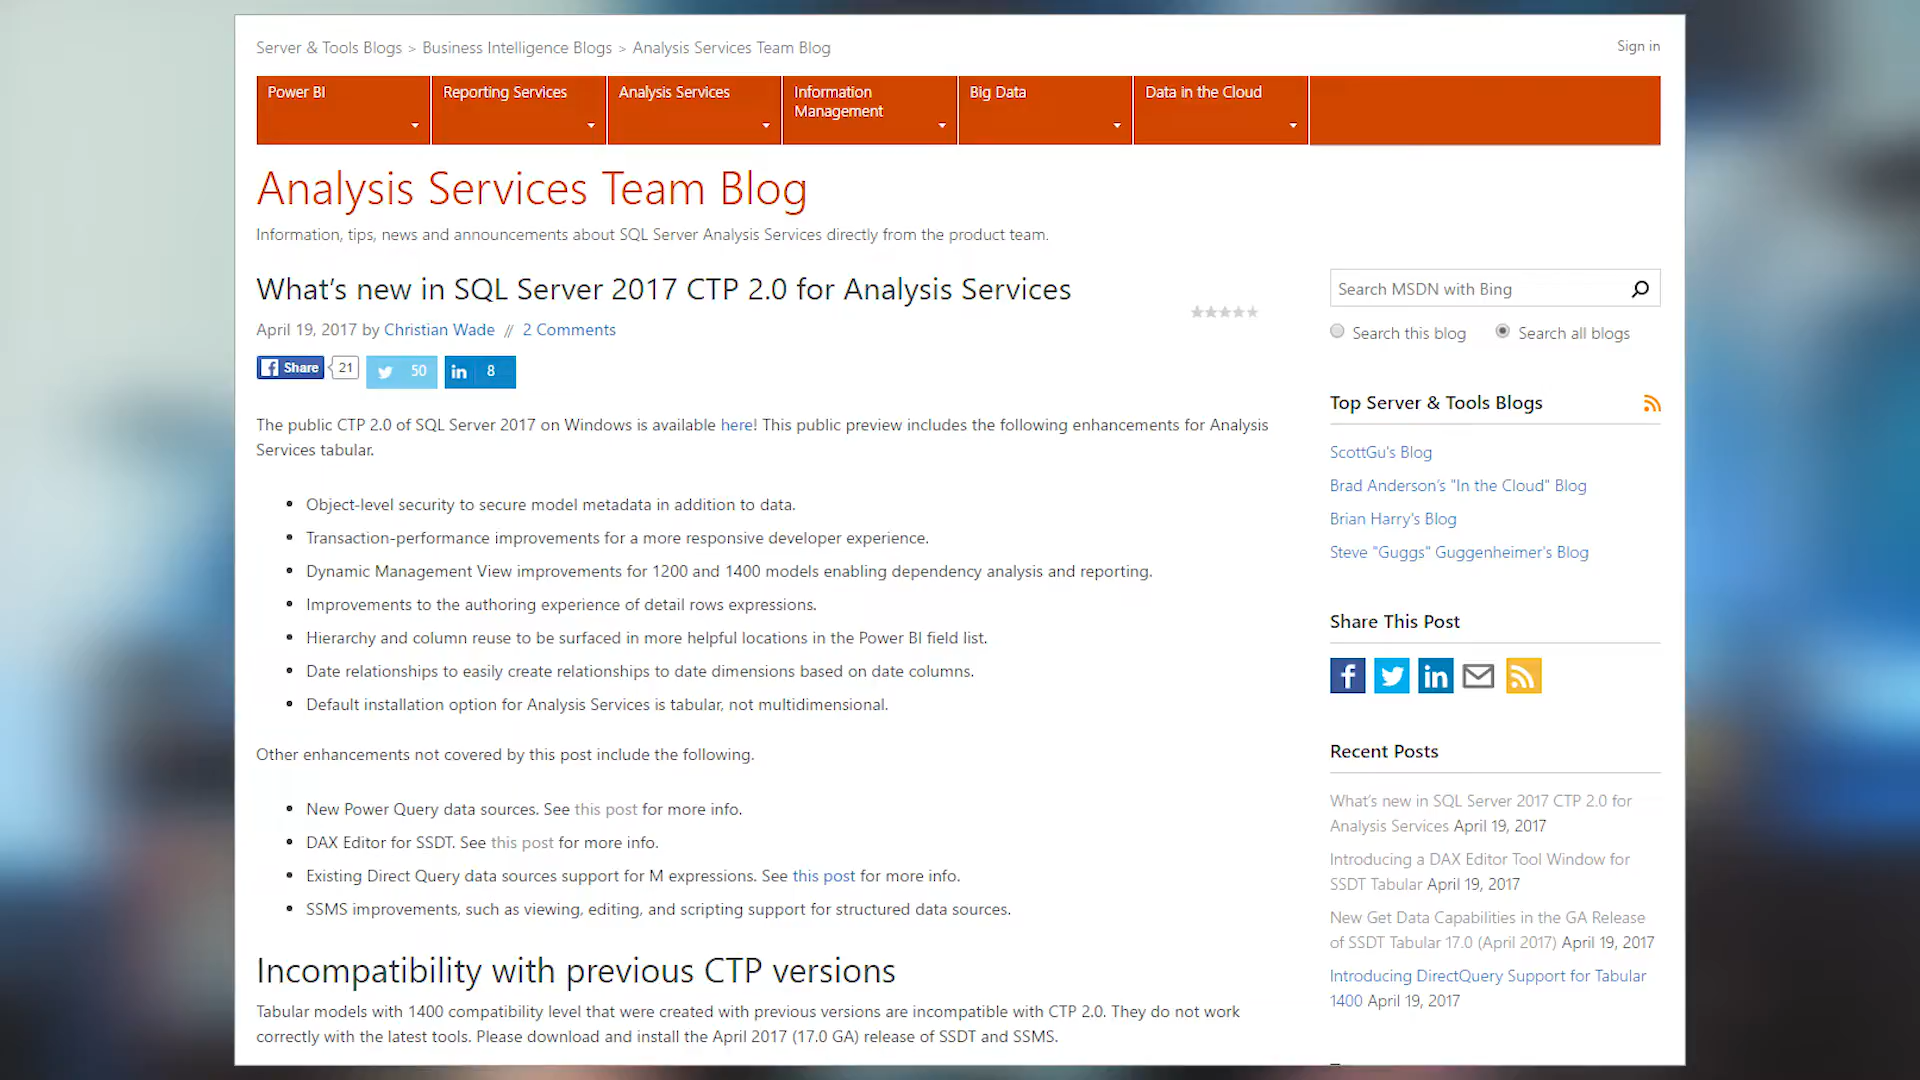 Server & Tools Blogs > Business Intelligence Blogs > Analysis Services Team Blog
Sign in
Power BI
Reporting Services
Analysis Services
Information
Management
Big Data
Data in the Cloud
Analysis Services Team Blog
Information, tips, news and announcements about SQL Server Analysis Services directly from the product team.
What's new in SQL Server 2017 CTP 2.0 for Analysis Services
April 19, 2017 by Christian Wade // 2 Comments
Share 21 50 8
The public CTP 2.0 of SQL Server 2017 on Windows is available here! This public preview includes the following enhancements for Analysis
Services tabular.
• Object-level security to secure model metadata in addition to data.
• Transaction-performance improvements for a more responsive developer experience.
• Dynamic Management View improvements for 1200 and 1400 models enabling dependency analysis and reporting.
• Improvements to the authoring experience of detail rows expressions.
• Hierarchy and column reuse to be surfaced in more helpful locations in the Power BI field list.
• Date relationships to easily create relationships to date dimensions based on date columns.
• Default installation option for Analysis Services is tabular, not multidimensional.
Other enhancements not covered by this post include the following.
• New Power Query data sources. See this post for more info.
• DAX Editor for SSDT. See this post for more info.
• Existing Direct Query data sources support for M expressions. See this post for more info.
• SSMS improvements, such as viewing, editing, and scripting support for structured data sources.
Incompatibility with previous CTP versions
Tabular models with 1400 compatibility level that were created with previous versions are incompatible with CTP 2.0. They do not work
correctly with the latest tools. Please download and install the April 2017 (17.0 GA) release of SSDT and SSMS.
Search MSDN with Bing
Search this blog
Search all blogs
Top Server & Tools Blogs
ScottGu's Blog
Brad Anderson's "In the Cloud" Blog
Brian Harry's Blog
Steve "Guggs" Guggenheimer's Blog
Share This Post
Recent Posts
What's new in SQL Server 2017 CTP 2.0 for
Analysis Services April 19, 2017
Introducing a DAX Editor Tool Window for
SSDT Tabular April 19, 2017
New Get Data Capabilities in the GA Release
of SSDT Tabular 17.0 (April 2017) April 19, 2017
Introducing DirectQuery Support for Tabular
1400 April 19, 2017